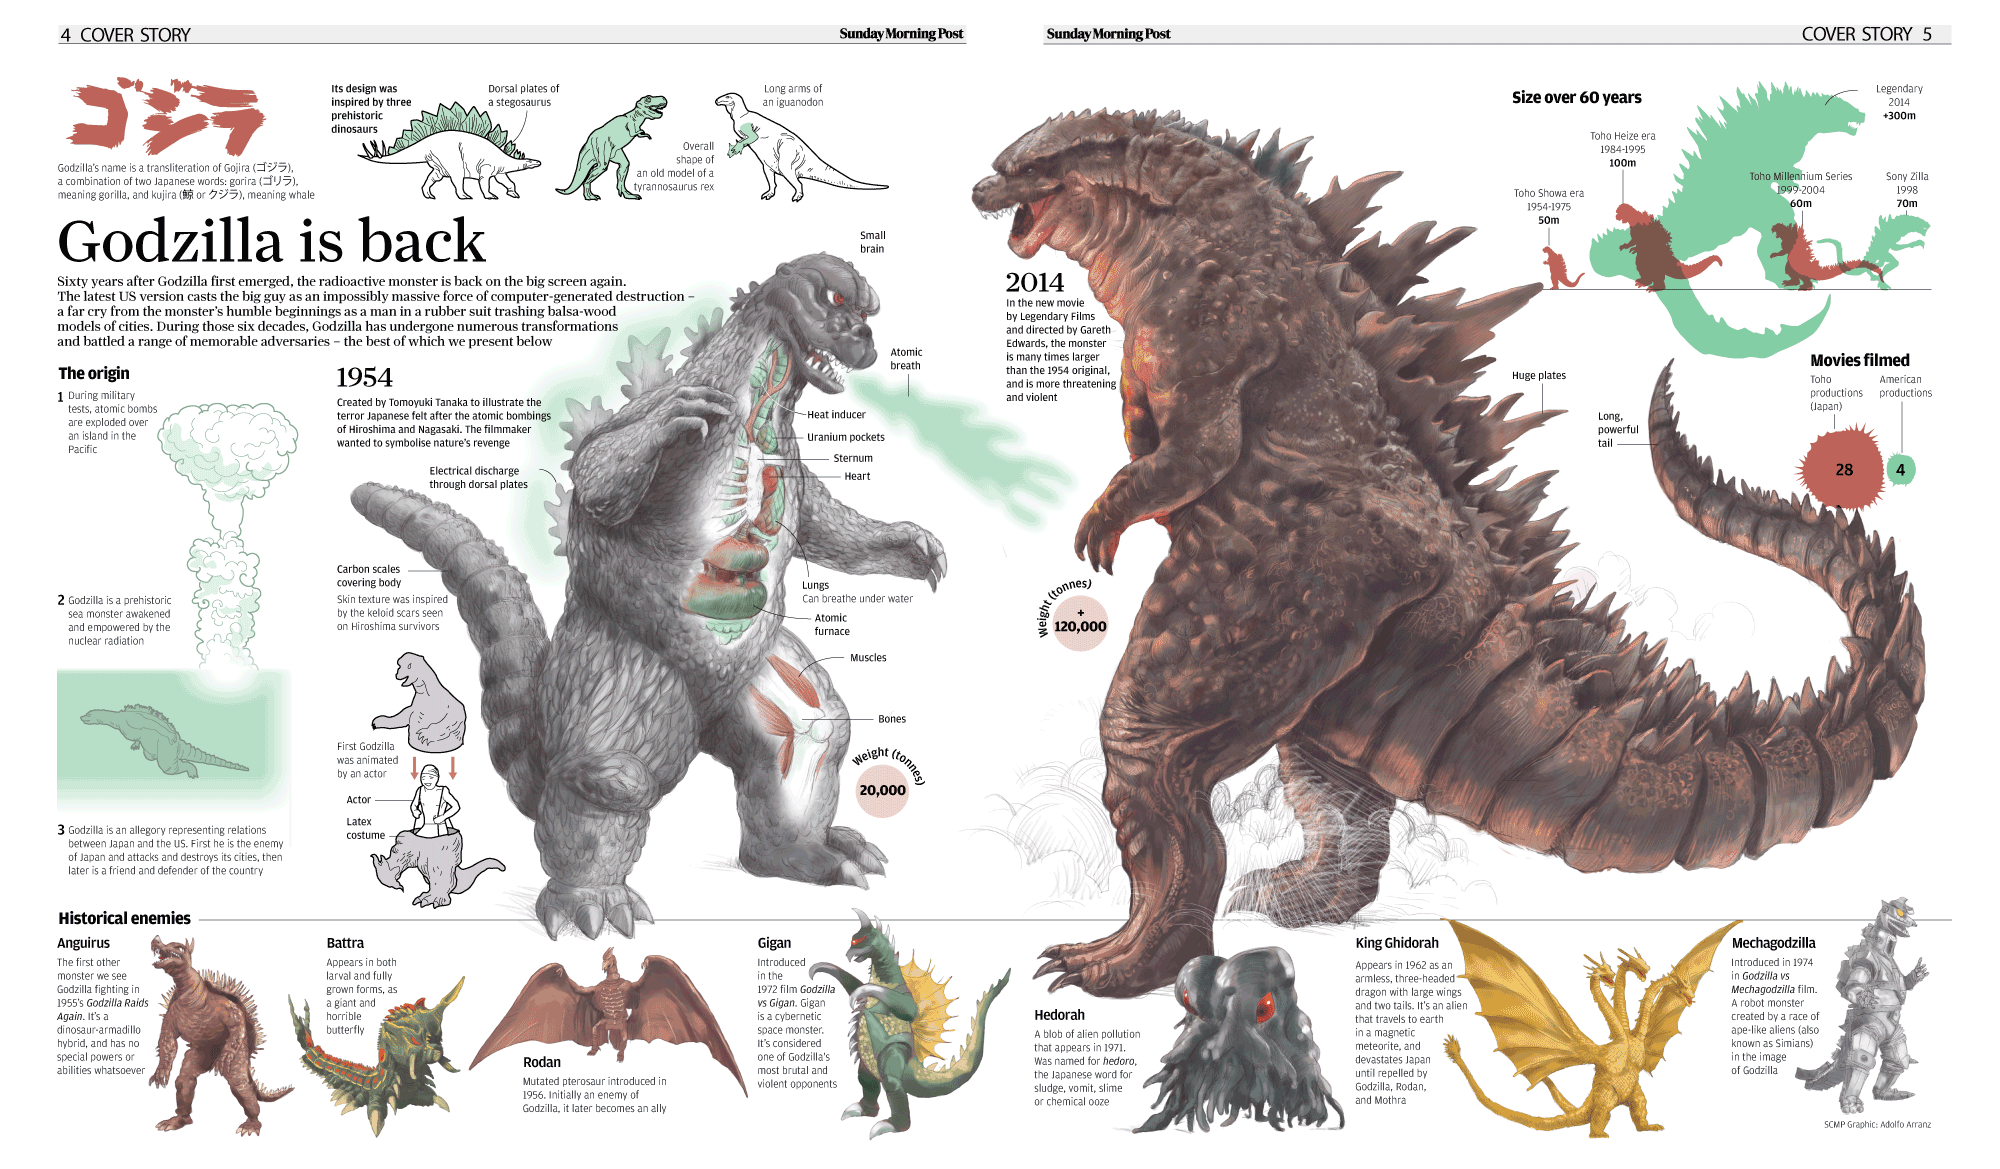 4 COVER STORY
Sunday Morning Post
Sunday Morning Post
COVER STORY 5
ゴジラ
Godzilla's name is a transliteration of Gojira (ゴジラ),
a combination of two Japanese words: gorira (ゴリラ),
meaning gorilla, and kujira (鯨 or クジラ), meaning whale
Its design was
inspired by three
prehistoric
dinosaurs
Dorsal plates of
a stegosaurus
Overall
shape of
an old model of a
tyrannosaurus rex
Long arms of
an iguanodon
Godzilla is back
Sixty years after Godzilla first emerged, the radioactive monster is back on the big screen again.
The latest US version casts the big guy as an impossibly massive force of computer-generated destruction –
a far cry from the monster's humble beginnings as a man in a rubber suit trashing balsa-wood
models of cities. During those six decades, Godzilla has undergone numerous transformations
and battled a range of memorable adversaries – the best of which we present below
The origin
1 During military
tests, atomic bombs
are exploded over
an island in the
Pacific
2 Godzilla is a prehistoric
sea monster awakened
and empowered by the
nuclear radiation
3 Godzilla is an allegory representing relations
between Japan and the US. First he is the enemy
of Japan and attacks and destroys its cities, then
later is a friend and defender of the country
1954
Created by Tomoyuki Tanaka to illustrate the
terror Japanese felt after the atomic bombings
of Hiroshima and Nagasaki. The filmmaker
wanted to symbolise nature's revenge
Electrical discharge
through dorsal plates
Carbon scales
covering body
Skin texture was inspired
by the keloid scars seen
on Hiroshima survivors
First Godzilla
was animated
by an actor
Actor
Latex
costume
Small
brain
Atomic
breath
Heat inducer
Uranium pockets
Sternum
Heart
Lungs
Can breathe under water
Atomic
furnace
Muscles
Bones
Weight (tonnes)
20,000
2014
In the new movie
by Legendary Films
and directed by Gareth
Edwards, the monster
is many times larger
than the 1954 original,
and is more threatening
and violent
Weight (tonnes)
+
120,000
Huge plates
Long,
powerful
tail
Size over 60 years
Toho Showa era
1954-1975
50m
Toho Heize era
1984-1995
100m
Toho Millennium Series
1999-2004
60m
Sony Zilla
1998
70m
Legendary
2014
+300m
Movies filmed
Toho
productions
(Japan)
American
productions
28
4
Historical enemies
Anguirus
The first other
monster we see
Godzilla fighting in
1955's Godzilla Raids
Again. It's a
dinosaur-armadillo
hybrid, and has no
special powers or
abilities whatsoever
Battra
Appears in both
larval and fully
grown forms, as
a giant and
horrible
butterfly
Rodan
Mutated pterosaur introduced in
1956. Initially an enemy of
Godzilla, it later becomes an ally
Gigan
Introduced
in the
1972 film Godzilla
vs Gigan. Gigan
is a cybernetic
space monster.
It's considered
one of Godzilla's
most brutal and
violent opponents
Hedorah
A blob of alien pollution
that appears in 1971.
Was named for hedoro,
the Japanese word for
sludge, vomit, slime
or chemical ooze
King Ghidorah
Appears in 1962 as an
armless, three-headed
dragon with large wings
and two tails. It's an alien
that travels to earth
in a magnetic
meteorite, and
devastates Japan
until repelled by
Godzilla, Rodan,
and Mothra
Mechagodzilla
Introduced in 1974
in Godzilla vs
Mechagodzilla film.
A robot monster
created by a race of
ape-like aliens (also
known as Simians)
in the image
of Godzilla
SCMP Graphic: Adolfo Arranz